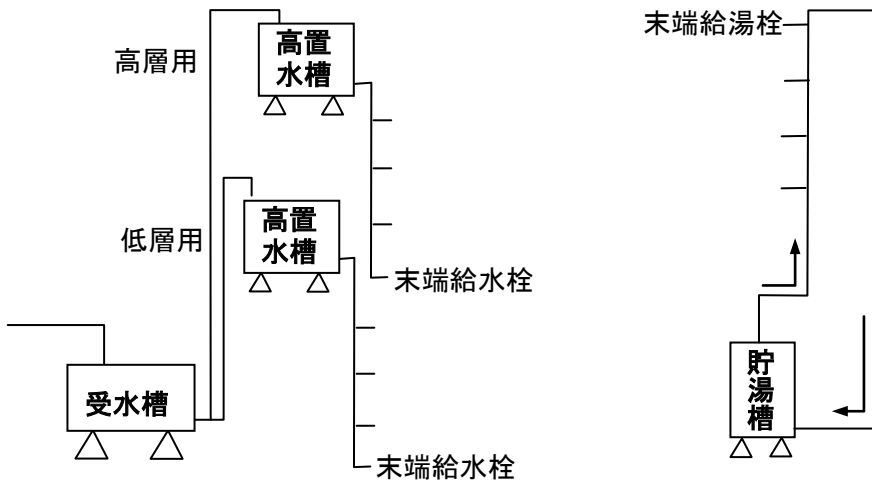 高層用
高置
水槽
低層用
高置
水槽
末端給水栓
受水槽
末端給水栓
末端給湯栓
貯
湯
槽